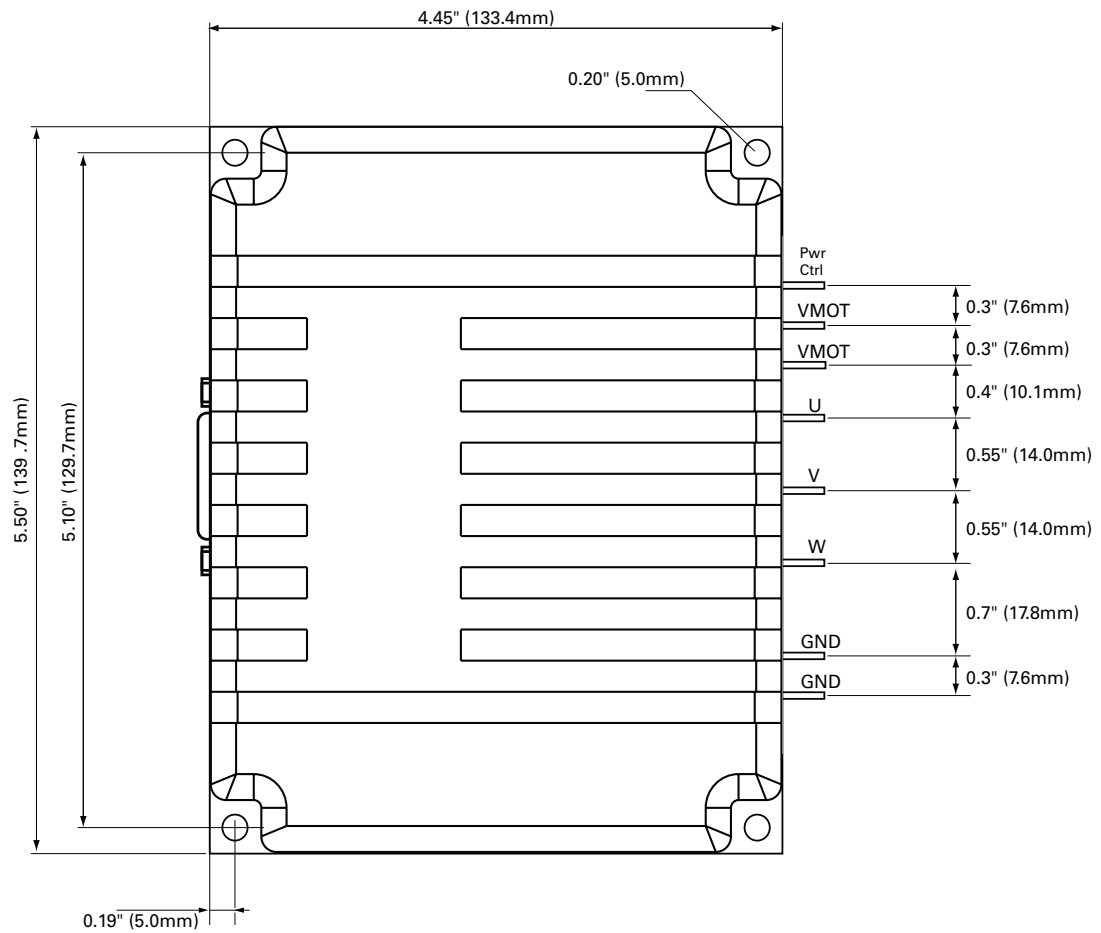 4.45" (133.4mm)
0.20" (5.0mm)
Pwr
Ctrl
0.3" (7.6mm)
VMOT
0.3" (7.6mm)
VMOT
0.4" (10.1mm)
U
0.55" (14.0mm)
V
0.55" (14.0mm)
W
0.7" (17.8mm)
GND
0.3" (7.6mm)
GND
5.50" (139 .7mm)
5.10" (129.7mm)
0.19" (5.0mm)